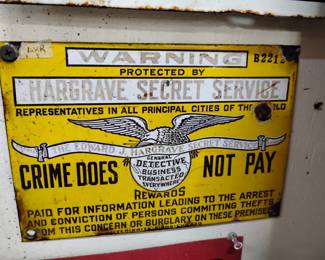 WARNING
B221
PROTECTED BY
HARGRAVE SECRET SERVICE
REPRESENTATIVES IN ALL PRINCIPAL CITIES OF THE
THE EDWARD J. HARGRAVE SECRET SERVICE
CRIME DOES " GENERAL " NOT PAY.
DETECTIVE
BUSINESS
TRANSACTED
EVERYWHERE
REWARDS
PAID FOR INFORMATION LEADING TO THE ARREST
AND CONVICTION OF PERSONS COMMITTING THEFTS
FROM THIS CONCERN OR BURGLARY ON THESE PREMISES